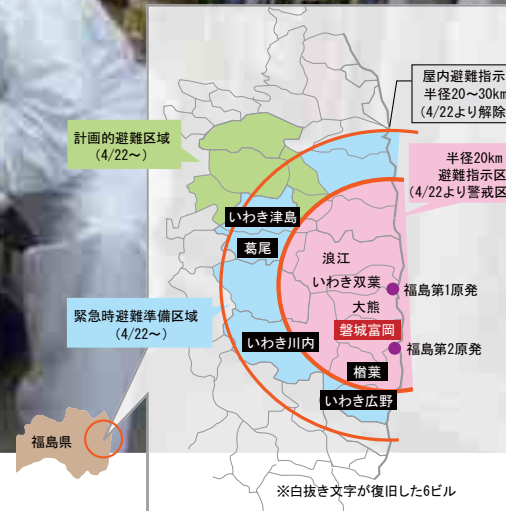 屋内避難指示
半径20〜30km
(4/22より解除
計画的避難区域
(4/22〜)
半径20km
避難指示区
(4/22より警戒区
いわき津島
葛尾
浪江
いわき双葉
福島第1原発
大熊
緊急時避難準備区域
(4/22〜)
磐城富岡
いわき川内
福島第2原発
楢葉
いわき広野
福島県
※白抜き文字が復旧した6ビル